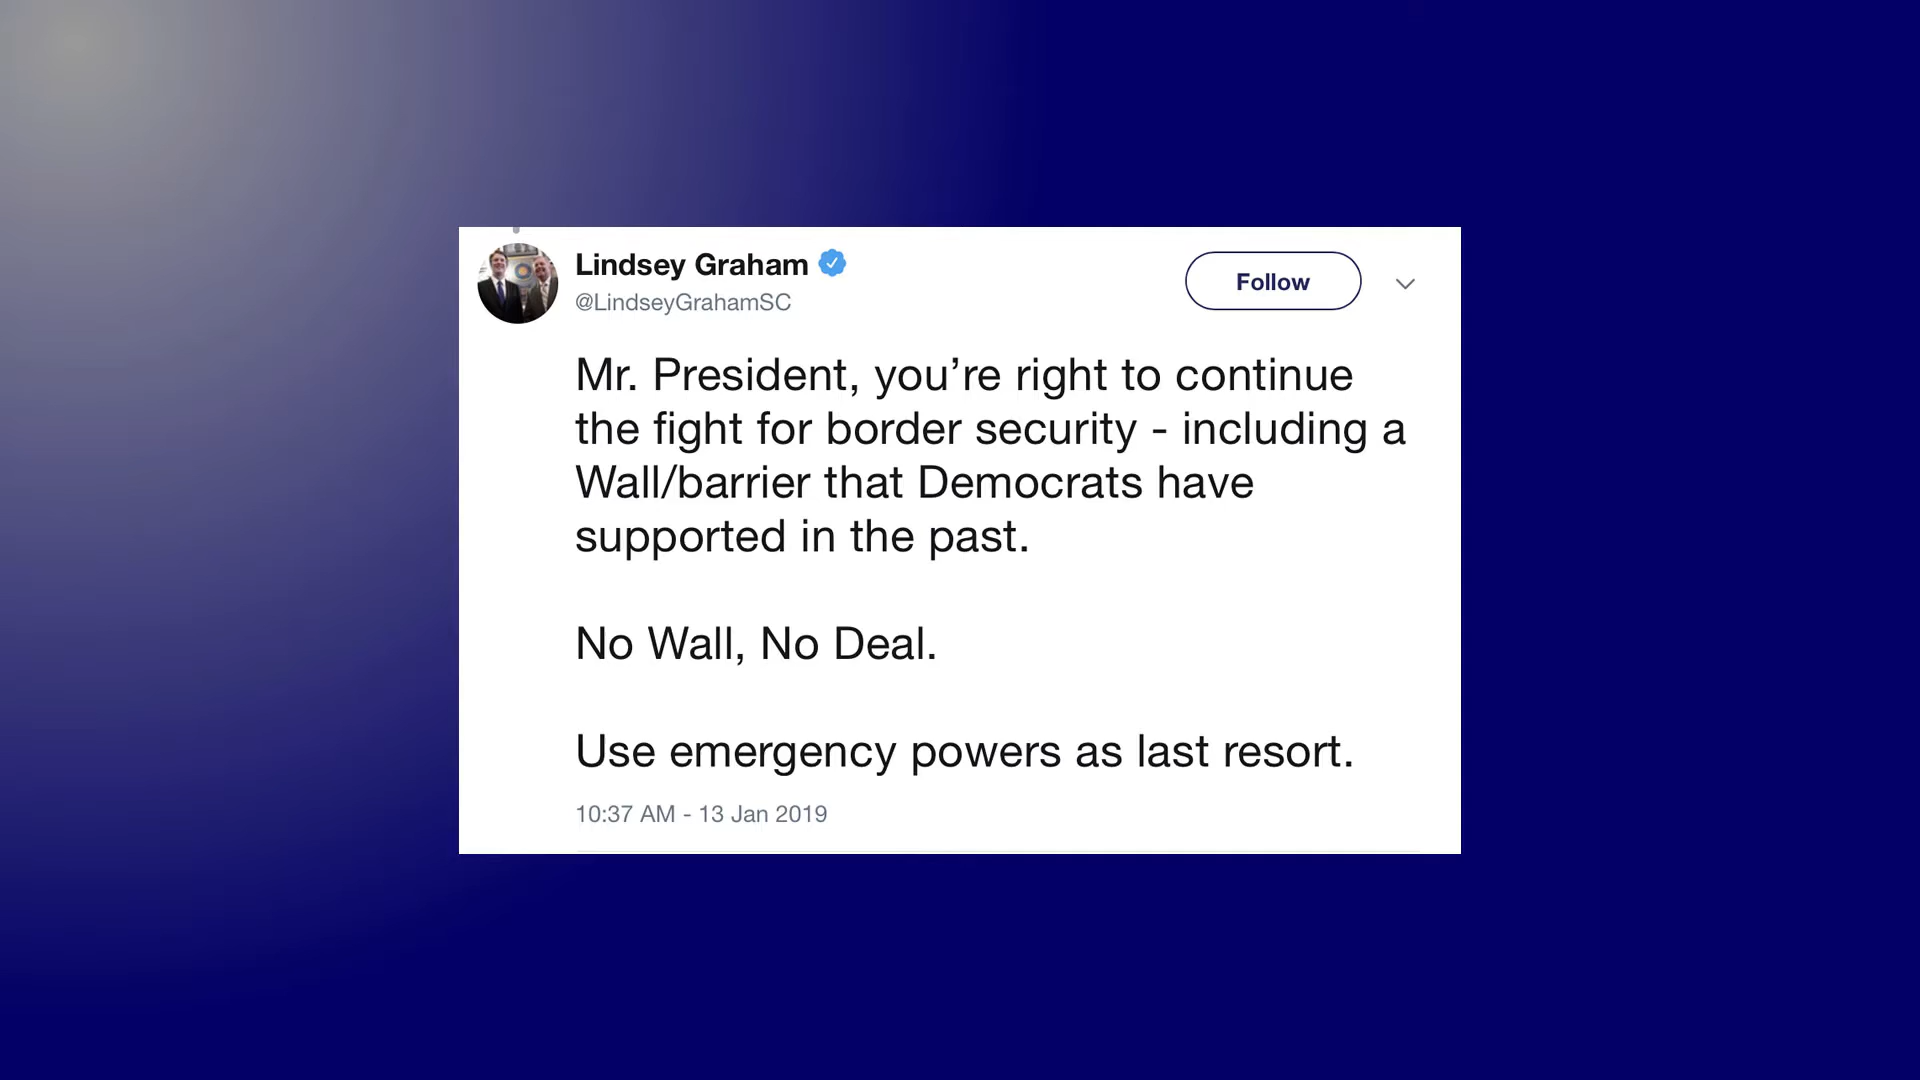 Lindsey Graham
@LindseyGrahamSC
Follow
Mr. President, you’re right to continue
the fight for border security - including a
Wall/barrier that Democrats have
supported in the past.
No Wall, No Deal.
Use emergency powers as last resort.
10:37 AM - 13 Jan 2019